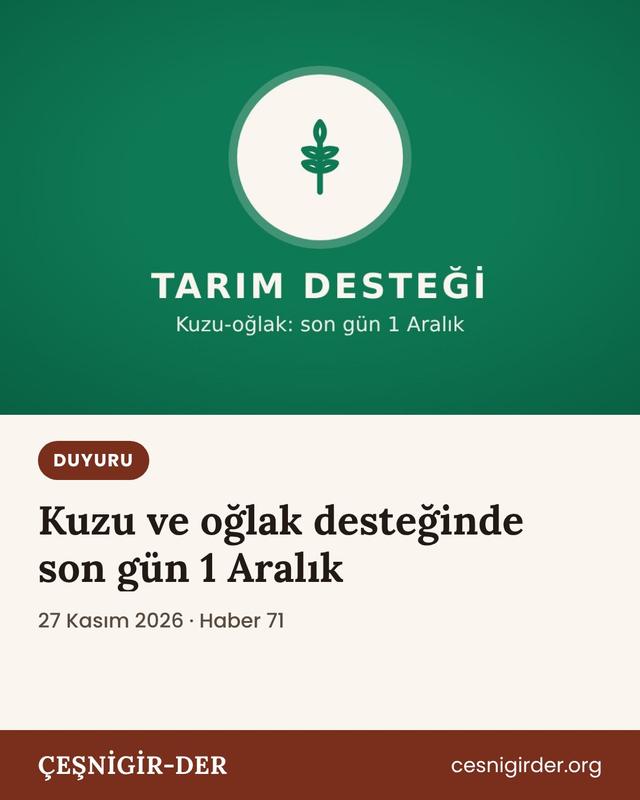 TARIM DESTEĞİ
Kuzu-oğlak: son gün 1 Aralık
DUYURU
Kuzu ve oğlak desteğinde
son gün 1 Aralık
27 Kasım 2026 · Haber 71
ÇEŞNİGİR-DER
cesnigirder.org